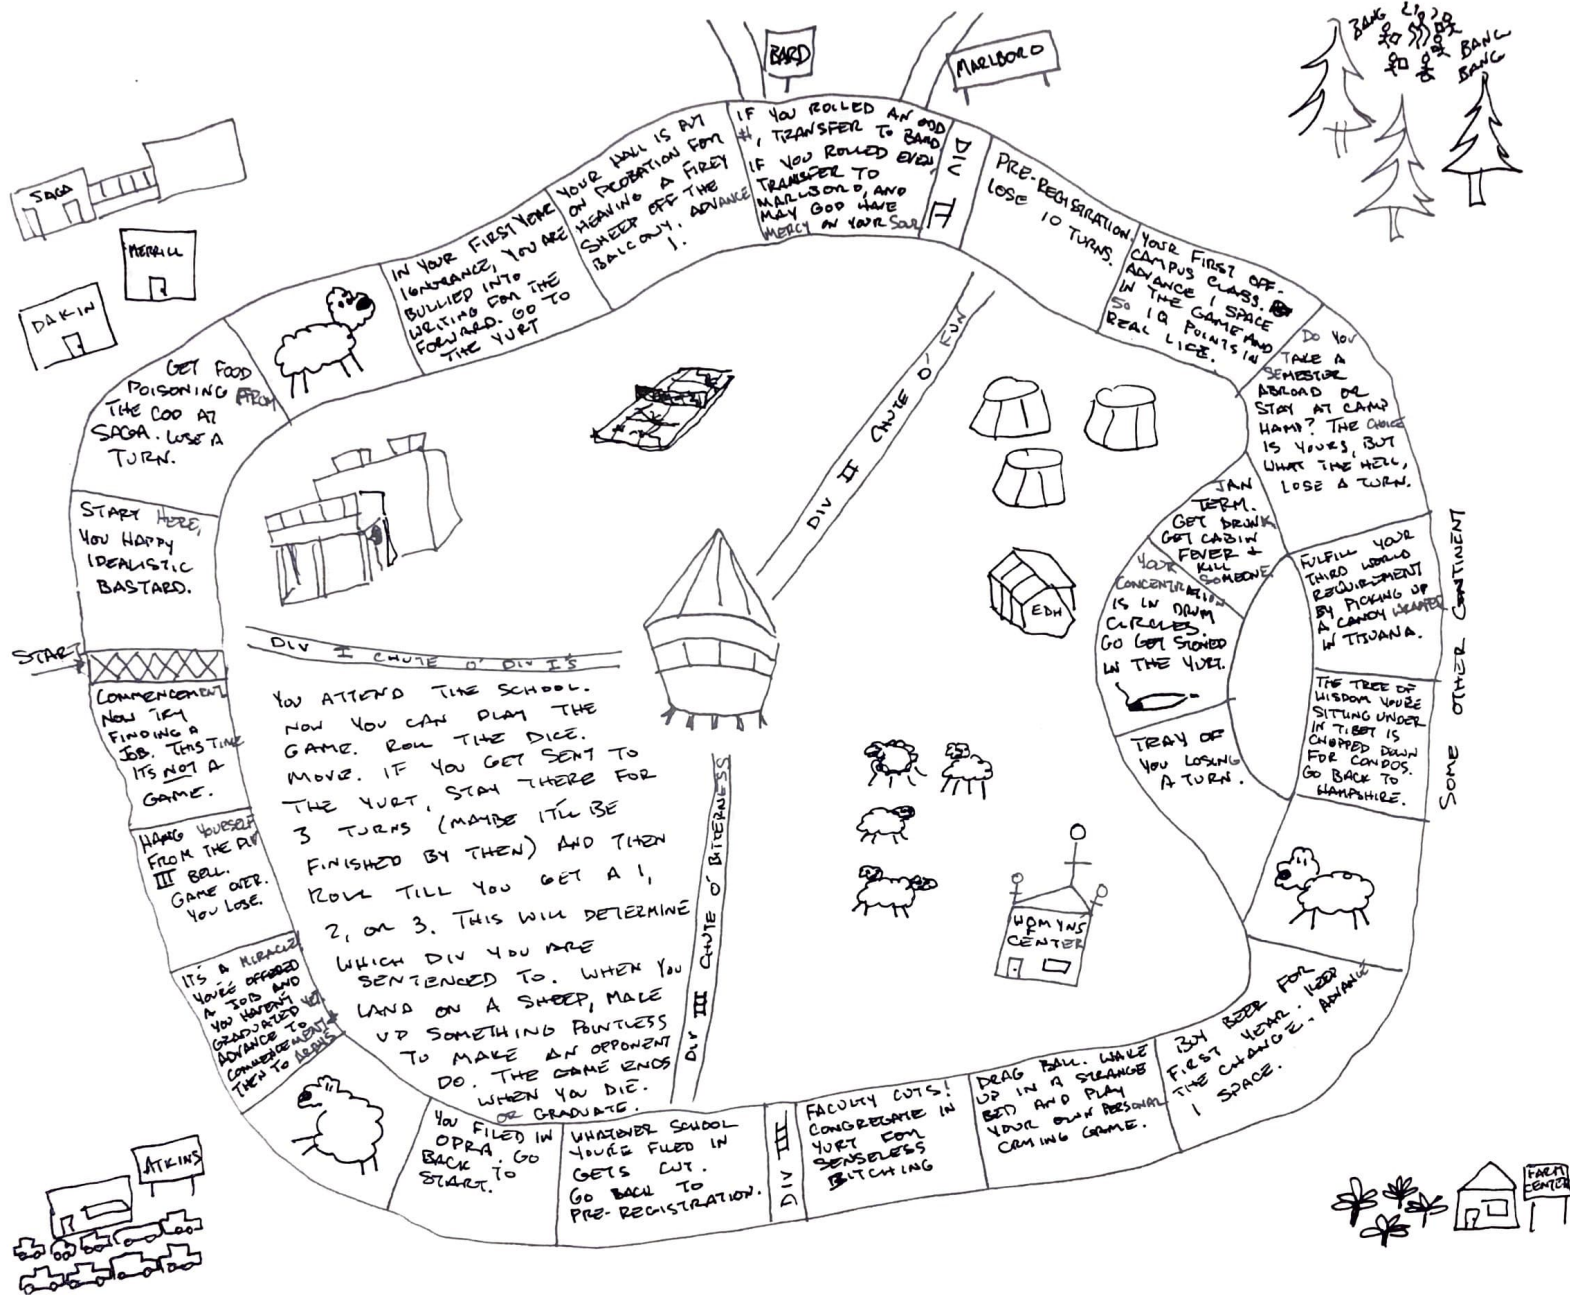 BARD
MARLBORO
BANG
BANG
BANG
SAGA
MERRILL
DAKIN
START
START HERE,
YOU HAPPY
IDEALISTIC
BASTARD.
GET FOOD
POISONING FROM
THE COD AT
SAGA. LOSE A
TURN.
IN YOUR FIRST YEAR
IGNORANCE, YOU ARE
BULLIED INTO
WRITING FOR THE
FORWARD. GO TO
THE YURT
YOUR HALL IS PUT
ON PROBATION FOR
HEAVING A FIREY
SHEEP OFF THE
BALCONY. ADVANCE
1.
IF YOU ROLLED AN ODD
#, TRANSFER TO BARD
IF YOU ROLLED EVEN,
TRANSFER TO
MARLBORO, AND
MAY GOD HAVE
MERCY ON YOUR SOUL
DIV II
PRE-REGISTRATION.
LOSE 10 TURNS.
YOUR FIRST OFF-
CAMPUS CLASS.
ADVANCE 1 SPACE
IN THE GAME AND
50 IQ POINTS IN
REAL LIFE.
DO YOU
TAKE A
SEMESTER
ABROAD OR
STAY AT CAMP
HAMP? THE CHOICE
IS YOURS, BUT
WHAT THE HELL,
LOSE A TURN.
JAN
TERM.
GET DRUNK
GET CABIN
FEVER +
KILL
SOMEONE.
YOUR
CONCENTRATION
IS IN DRUM
CIRCLES.
GO GET STONED
IN THE YURT.
TRAY OF
YOU LOSING
A TURN.
FULFILL YOUR
THIRD WORLD
REQUIREMENT
BY PICKING UP
A CANDY WRAPPER
IN TIJUANA.
THE TREE OF
WISDOM YOU'RE
SITTING UNDER
IN TIBET IS
CHOPPED DOWN
FOR CONDOS.
GO BACK TO
HAMPSHIRE.
SOME OTHER CONTINENT
BUY BEER FOR
FIRST YEAR. KEEP
THE CHANGE. ADVANCE
1 SPACE.
DRAG BALL. WAKE
UP IN A STRANGE
BED AND PLAY
YOUR OWN PERSONAL
CRYING GAME.
FACULTY CUTS!
CONGREGATE IN
YURT FOR
SENSELESS
BITCHING
DIV III
WHATEVER SCHOOL
YOU'RE FILED IN
GETS CUT.
GO BACK TO
PRE-REGISTRATION.
YOU FILED IN
OPRA. GO
BACK TO
START.
IT'S A MIRACLE!
YOU'RE OFFERED
A JOB AND
YOU HAVEN'T
GRADUATED YET.
ADVANCE TO
COMMENCEMENT
THEN TO
HANG YOURSELF
FROM THE DIV
III BELL.
GAME OVER.
YOU LOSE.
COMMENCEMENT
NOW TRY
FINDING A
JOB. THIS TIME
ITS NOT A
GAME.
DIV I CHUTE O' DIV I'S
DIV II CHUTE O' FUN
DIV III CHUTE O' BITTERNESS
YOU ATTEND THE SCHOOL.
NOW YOU CAN PLAY THE
GAME. ROLL THE DICE.
MOVE. IF YOU GET SENT TO
THE YURT, STAY THERE FOR
3 TURNS (MAYBE IT'LL BE
FINISHED BY THEN) AND THEN
ROLL TILL YOU GET A 1,
2, OR 3. THIS WILL DETERMINE
WHICH DIV YOU ARE
SENTENCED TO. WHEN YOU
LAND ON A SHEEP, MAKE
UP SOMETHING POINTLESS
TO MAKE AN OPPONENT
DO. THE GAME ENDS
WHEN YOU DIE.
OR GRADUATE.
EDH
WOMYN'S
CENTER
ATKINS
FARM
CENTER